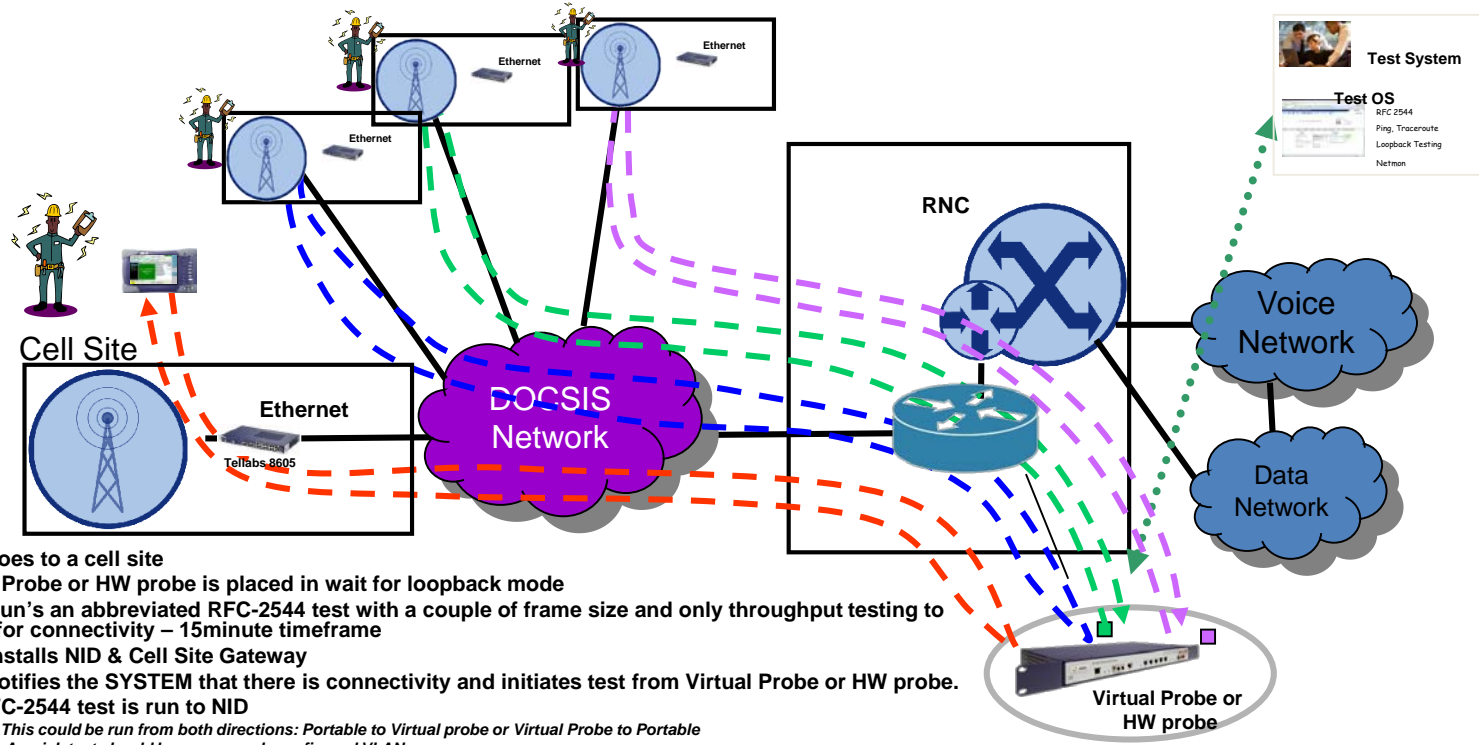 Ethernet
Ethernet
Ethernet
Test System
Test OS
RFC 2544
Ping, Traceroute
Loopback Testing
Netmon
RNC
Voice
Network
Cell Site
Ethernet
Tellabs 8605
DOCSIS
Network
Data
Network
oes to a cell site
Probe or HW probe is placed in wait for loopback mode
un's an abbreviated RFC-2544 test with a couple of frame size and only throughput testing to
for connectivity – 15minute timeframe
nstalls NID & Cell Site Gateway
otifies the SYSTEM that there is connectivity and initiates test from Virtual Probe or HW probe.
C-2544 test is run to NID
This could be run from both directions: Portable to Virtual probe or Virtual Probe to Portable
Virtual Probe or
HW probe